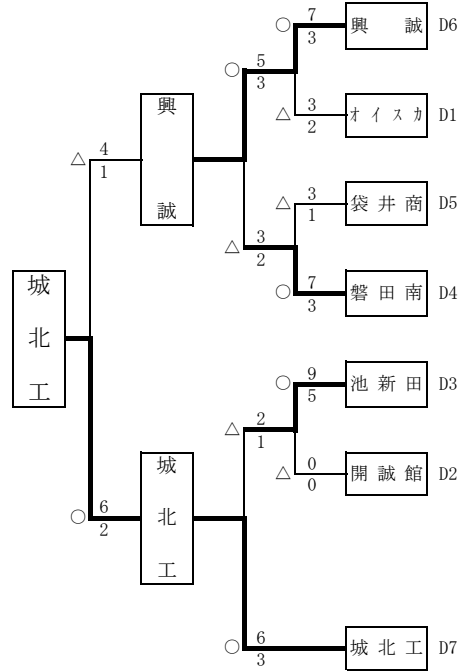 ○ 7 興 誠 D6
3
○ 5
3
興 誠
△ 3 オイスカ D1
2
△ 4
1
△ 3 袋井商 D5
1
△ 3
2
○ 7 磐田南 D4
3
城北工
○ 9 池新田 D3
5
△ 2
1
城北工
△ 0 開誠館 D2
0
○ 6
2
○ 6 城北工 D7
3